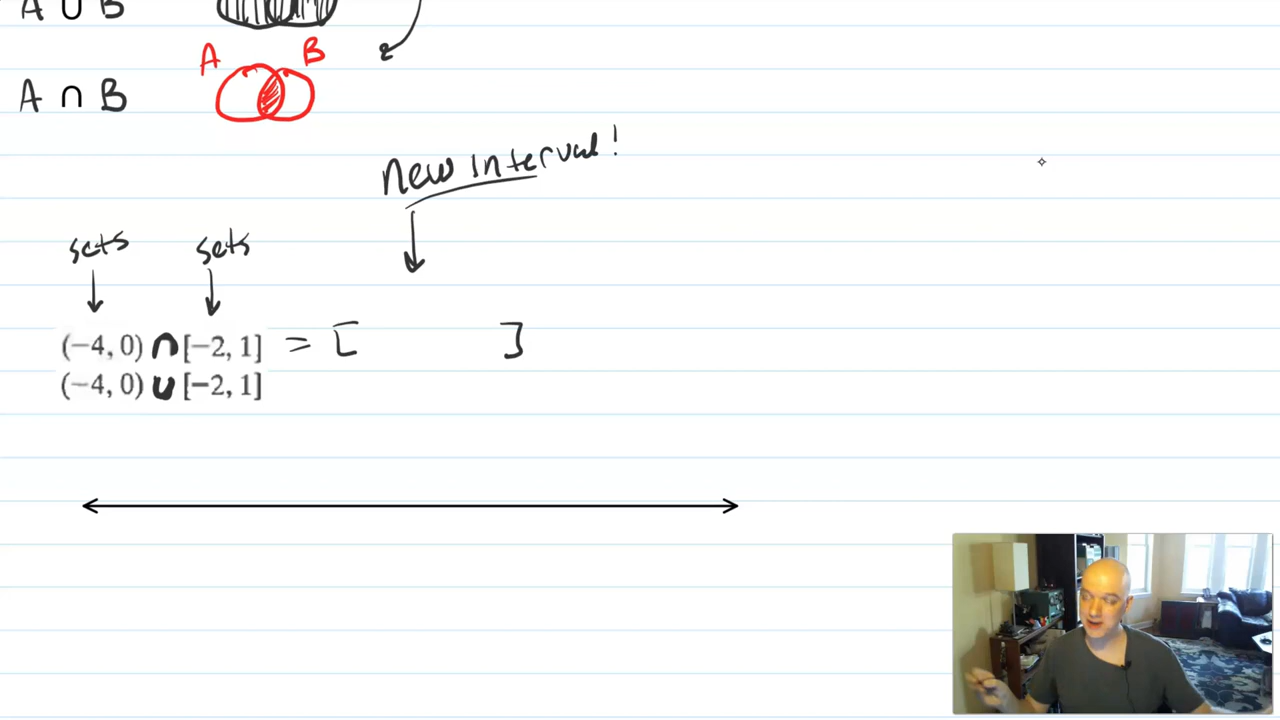 A ∪ B
A B
A ∩ B
new interval!
sets sets
(−4, 0) ∩ [−2, 1] = [ ]
(−4, 0) ∪ [−2, 1]